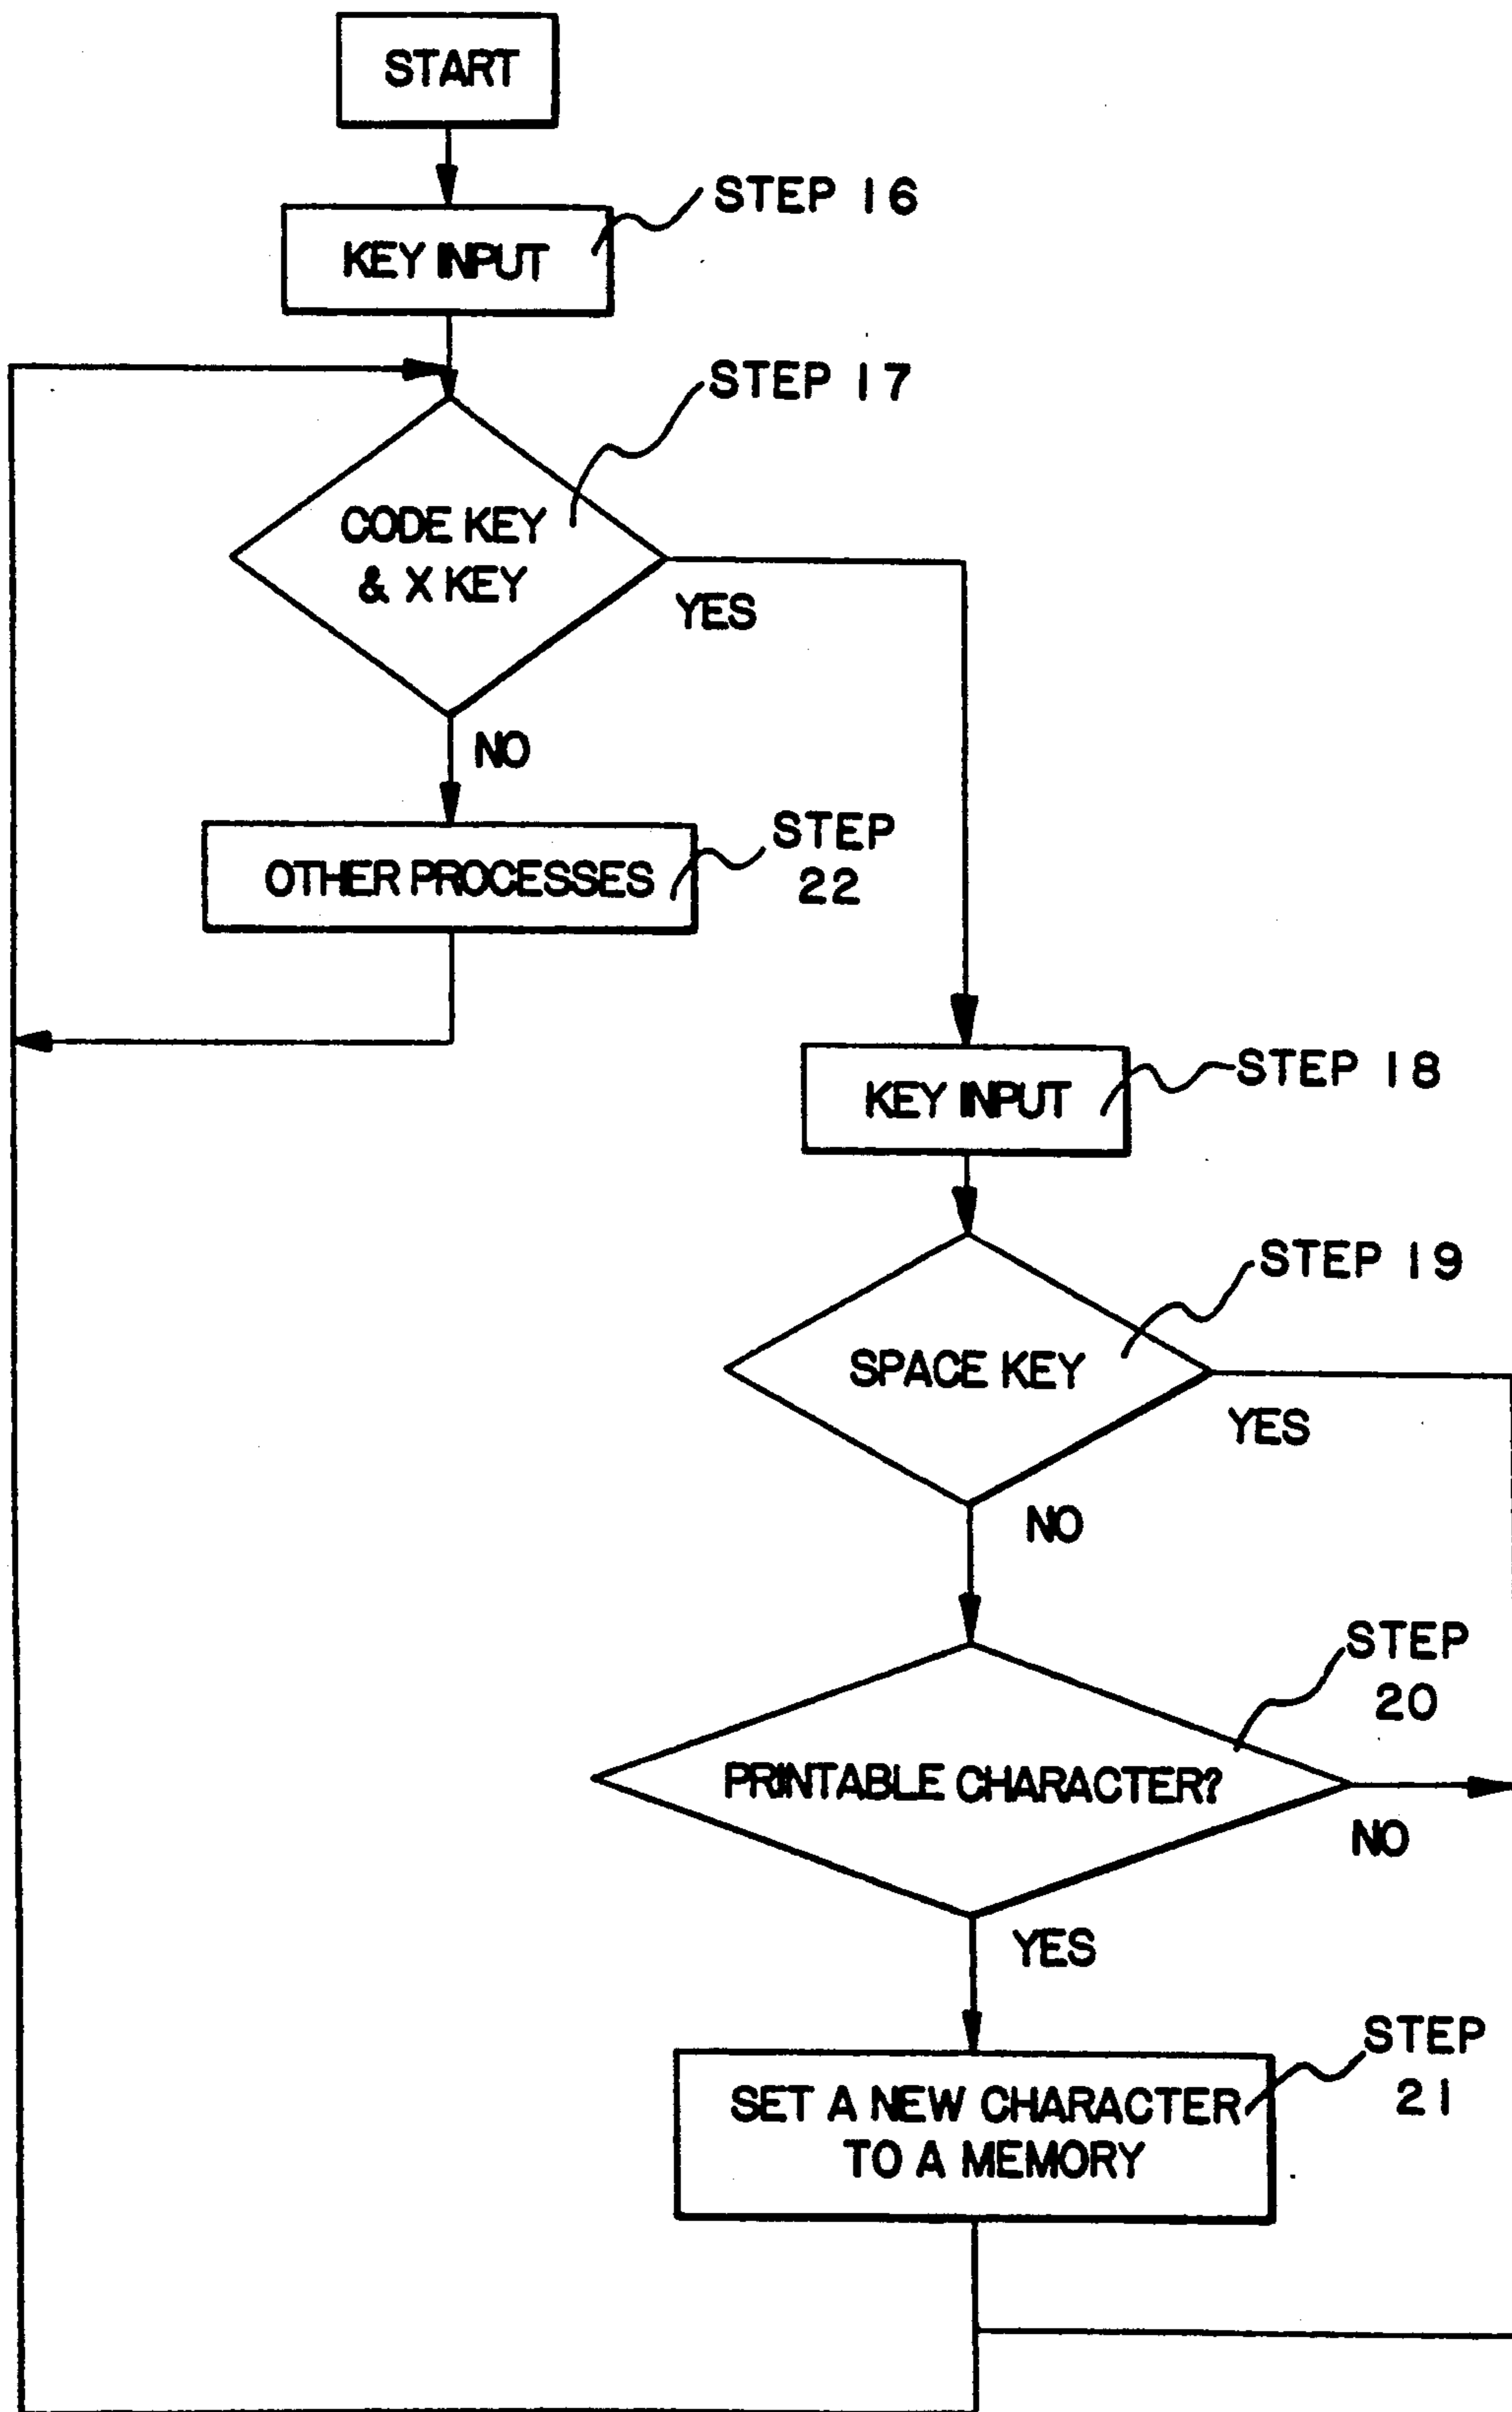 START
STEP 16
KEY INPUT
STEP 17
CODE KEY
& X KEY
YES
NO
STEP
22
OTHER PROCESSES
STEP 18
KEY INPUT
STEP 19
SPACE KEY
YES
NO
STEP
20
PRINTABLE CHARACTER?
NO
YES
STEP
21
SET A NEW CHARACTER
TO A MEMORY